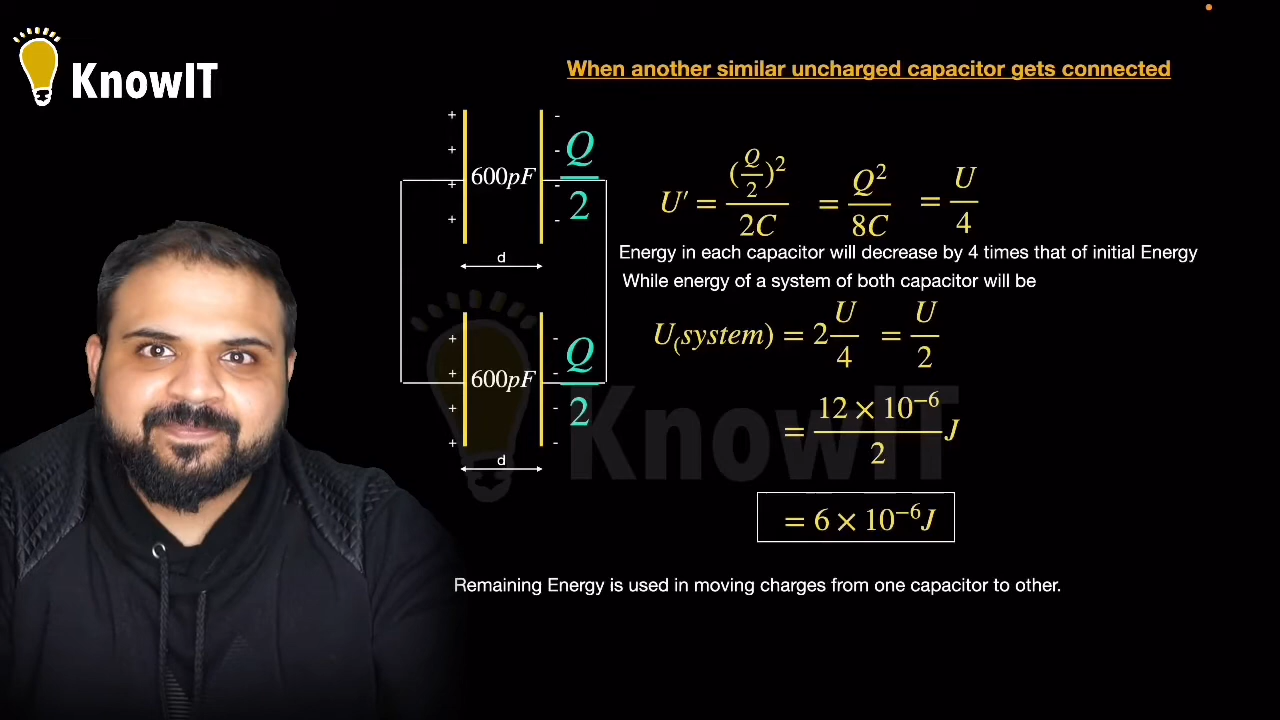 KnowIT
When another similar uncharged capacitor gets connected
+ -
+ -
+ -
+ -
600pF
Q/2
d
U' = (Q/2)²/2C = Q²/8C = U/4
Energy in each capacitor will decrease by 4 times that of initial Energy
While energy of a system of both capacitor will be
+ -
+ -
+ -
+ -
600pF
Q/2
d
U(system) = 2 U/4 = U/2
= 12 × 10⁻⁶/2 J
KnowIT
= 6 × 10⁻⁶J
Remaining Energy is used in moving charges from one capacitor to other.